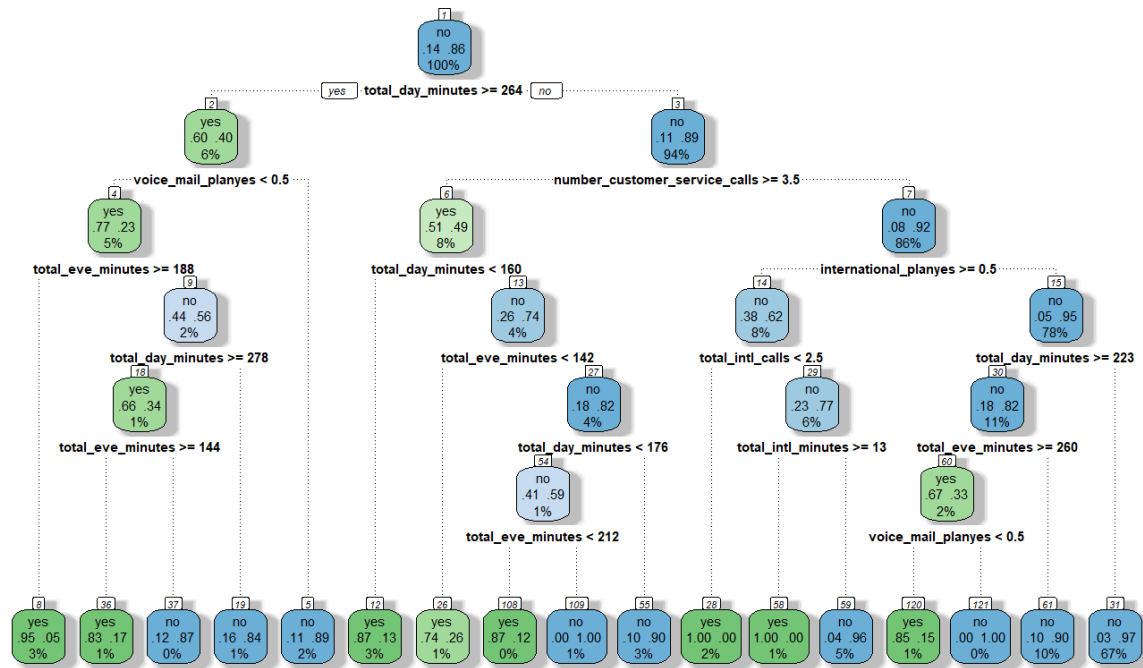 1
no
.14 .86
100%
yes total_day_minutes >= 264 no
2 3
yes no
.60 .40 .11 .89
6% 94%
voice_mail_planyes < 0.5 number_customer_service_calls >= 3.5
4 6 7
yes yes no
.77 .23 .51 .49 .08 .92
5% 8% 86%
total_eve_minutes >= 188 total_day_minutes < 160 international_planyes >= 0.5
9 13 14 15
no no no no
.44 .56 .26 .74 .38 .62 .05 .95
2% 4% 8% 78%
total_day_minutes >= 278 total_eve_minutes < 142 total_intl_calls < 2.5 total_day_minutes >= 223
18 27 29 30
yes no no no
.66 .34 .18 .82 .23 .77 .18 .82
1% 4% 6% 11%
total_eve_minutes >= 144 total_day_minutes < 176 total_intl_minutes >= 13 total_eve_minutes >= 260
54 60
no yes
.41 .59 .67 .33
1% 2%
total_eve_minutes < 212 voice_mail_planyes < 0.5
8 36 37 19 5 12 26 108 109 55 28 58 59 120 121 61 31
yes yes no no no yes yes yes no no yes yes no yes no no no
.95 .05 .83 .17 .12 .87 .16 .84 .11 .89 .87 .13 .74 .26 .87 .12 .00 1.00 .10 .90 1.00 .00 1.00 .00 .04 .96 .85 .15 .00 1.00 .10 .90 .03 .97
3% 1% 0% 1% 2% 3% 1% 0% 1% 3% 2% 1% 5% 1% 0% 10% 67%